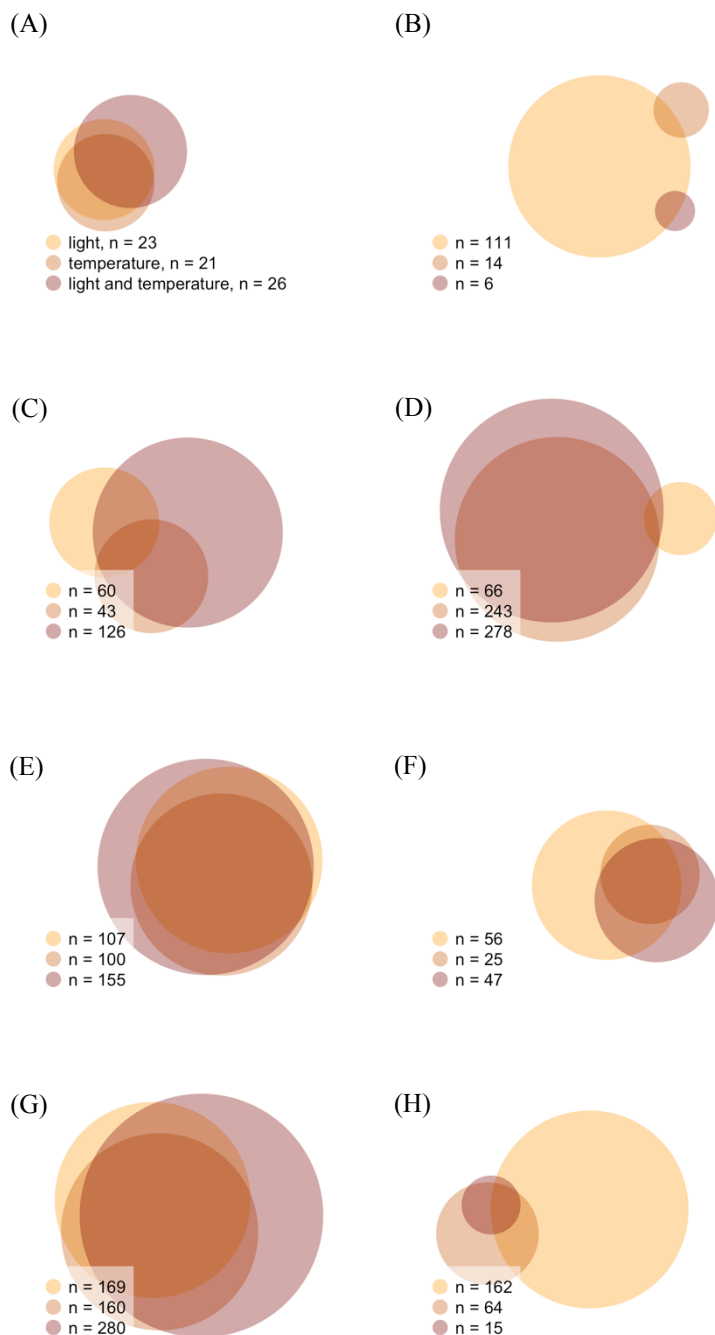 (A)
light, n = 23
temperature, n = 21
light and temperature, n = 26
(B)
n = 111
n = 14
n = 6
(C)
n = 60
n = 43
n = 126
(D)
n = 66
n = 243
n = 278
(E)
n = 107
n = 100
n = 155
(F)
n = 56
n = 25
n = 47
(G)
n = 169
n = 160
n = 280
(H)
n = 162
n = 64
n = 15